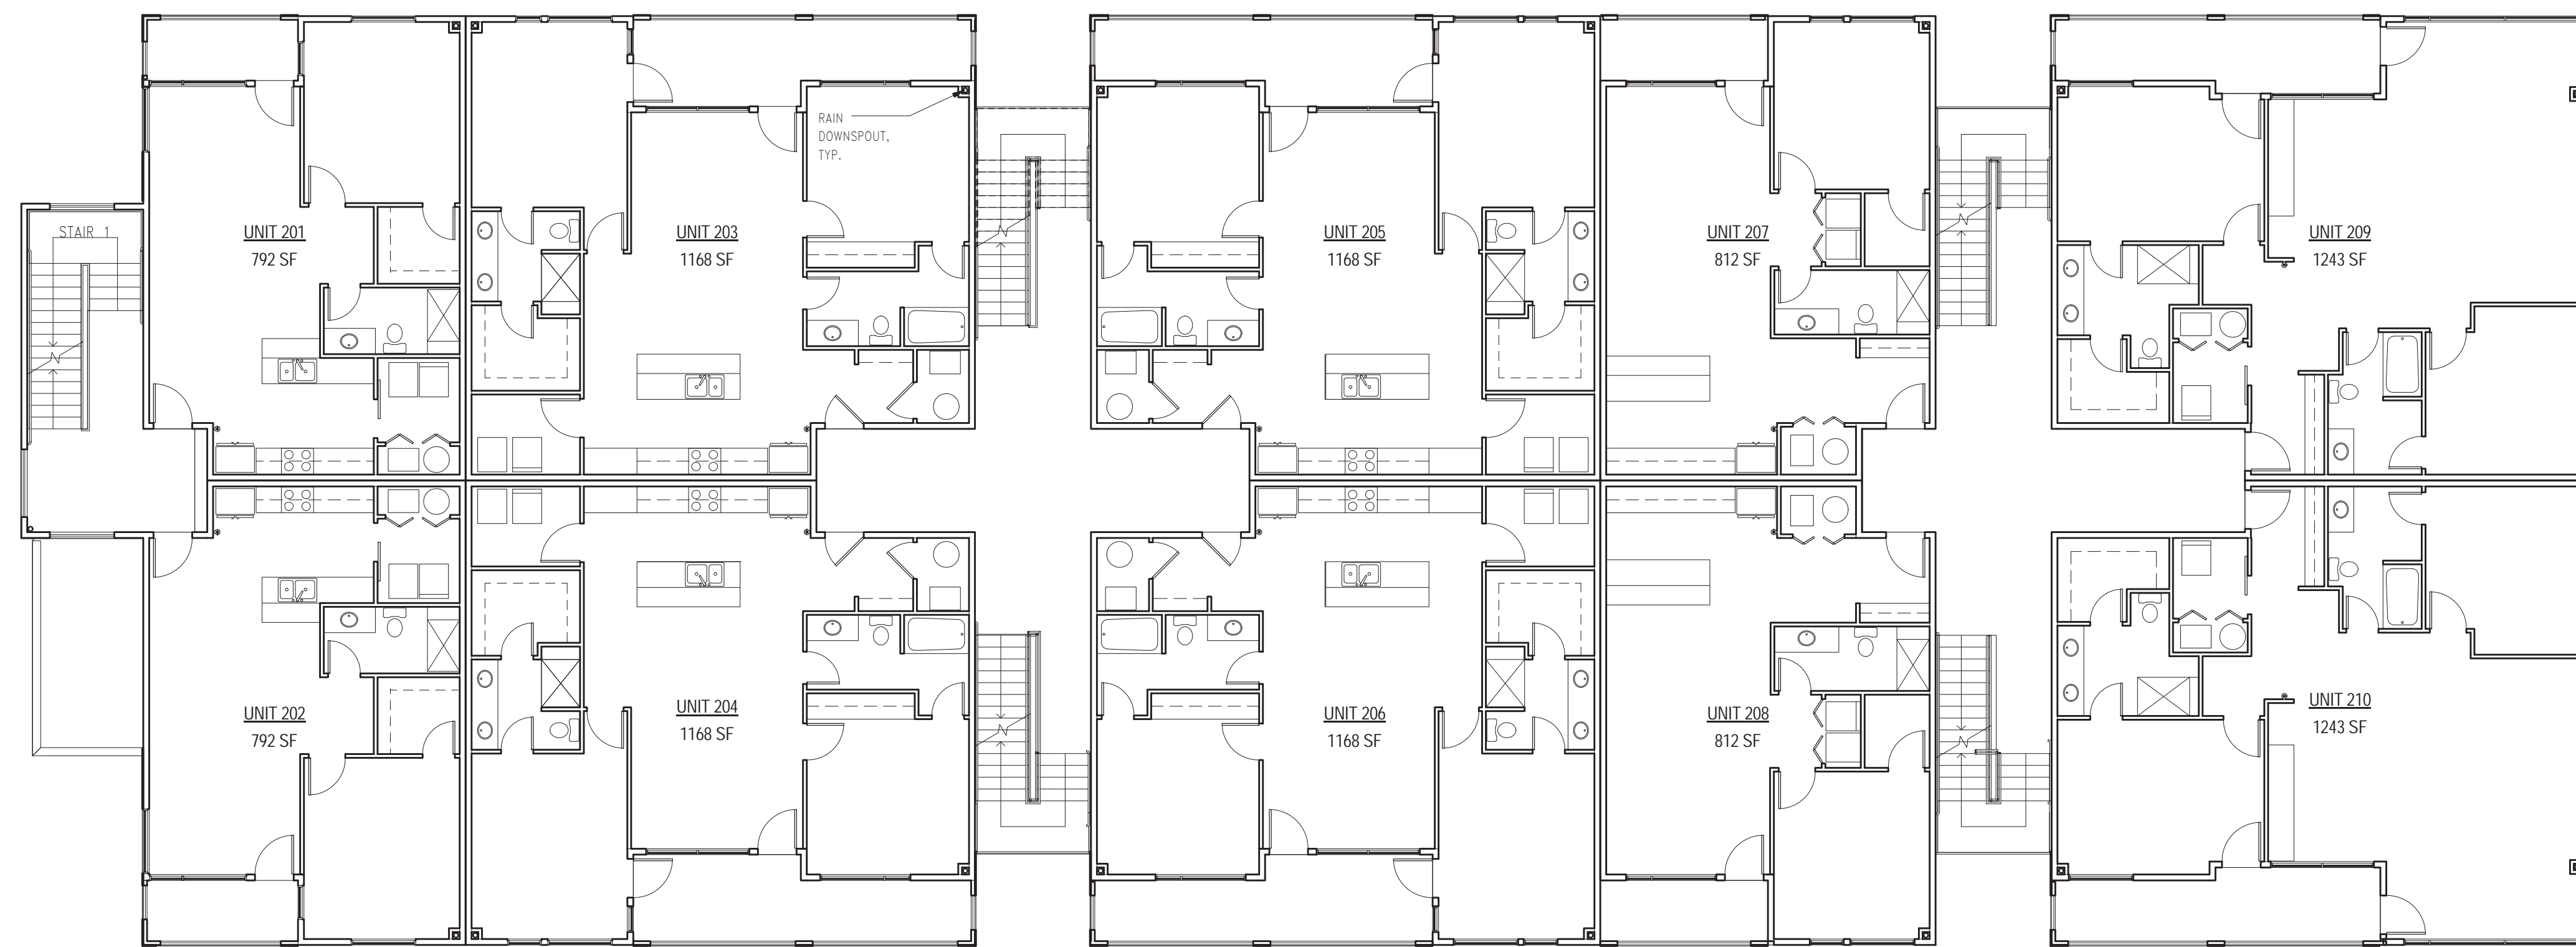 RAIN
DOWNSPOUT,
TYP.
STAIR 1
UNIT 201
792 SF
UNIT 203
1168 SF
UNIT 205
1168 SF
UNIT 207
812 SF
UNIT 209
1243 SF
UNIT 202
792 SF
UNIT 204
1168 SF
UNIT 206
1168 SF
UNIT 208
812 SF
UNIT 210
1243 SF